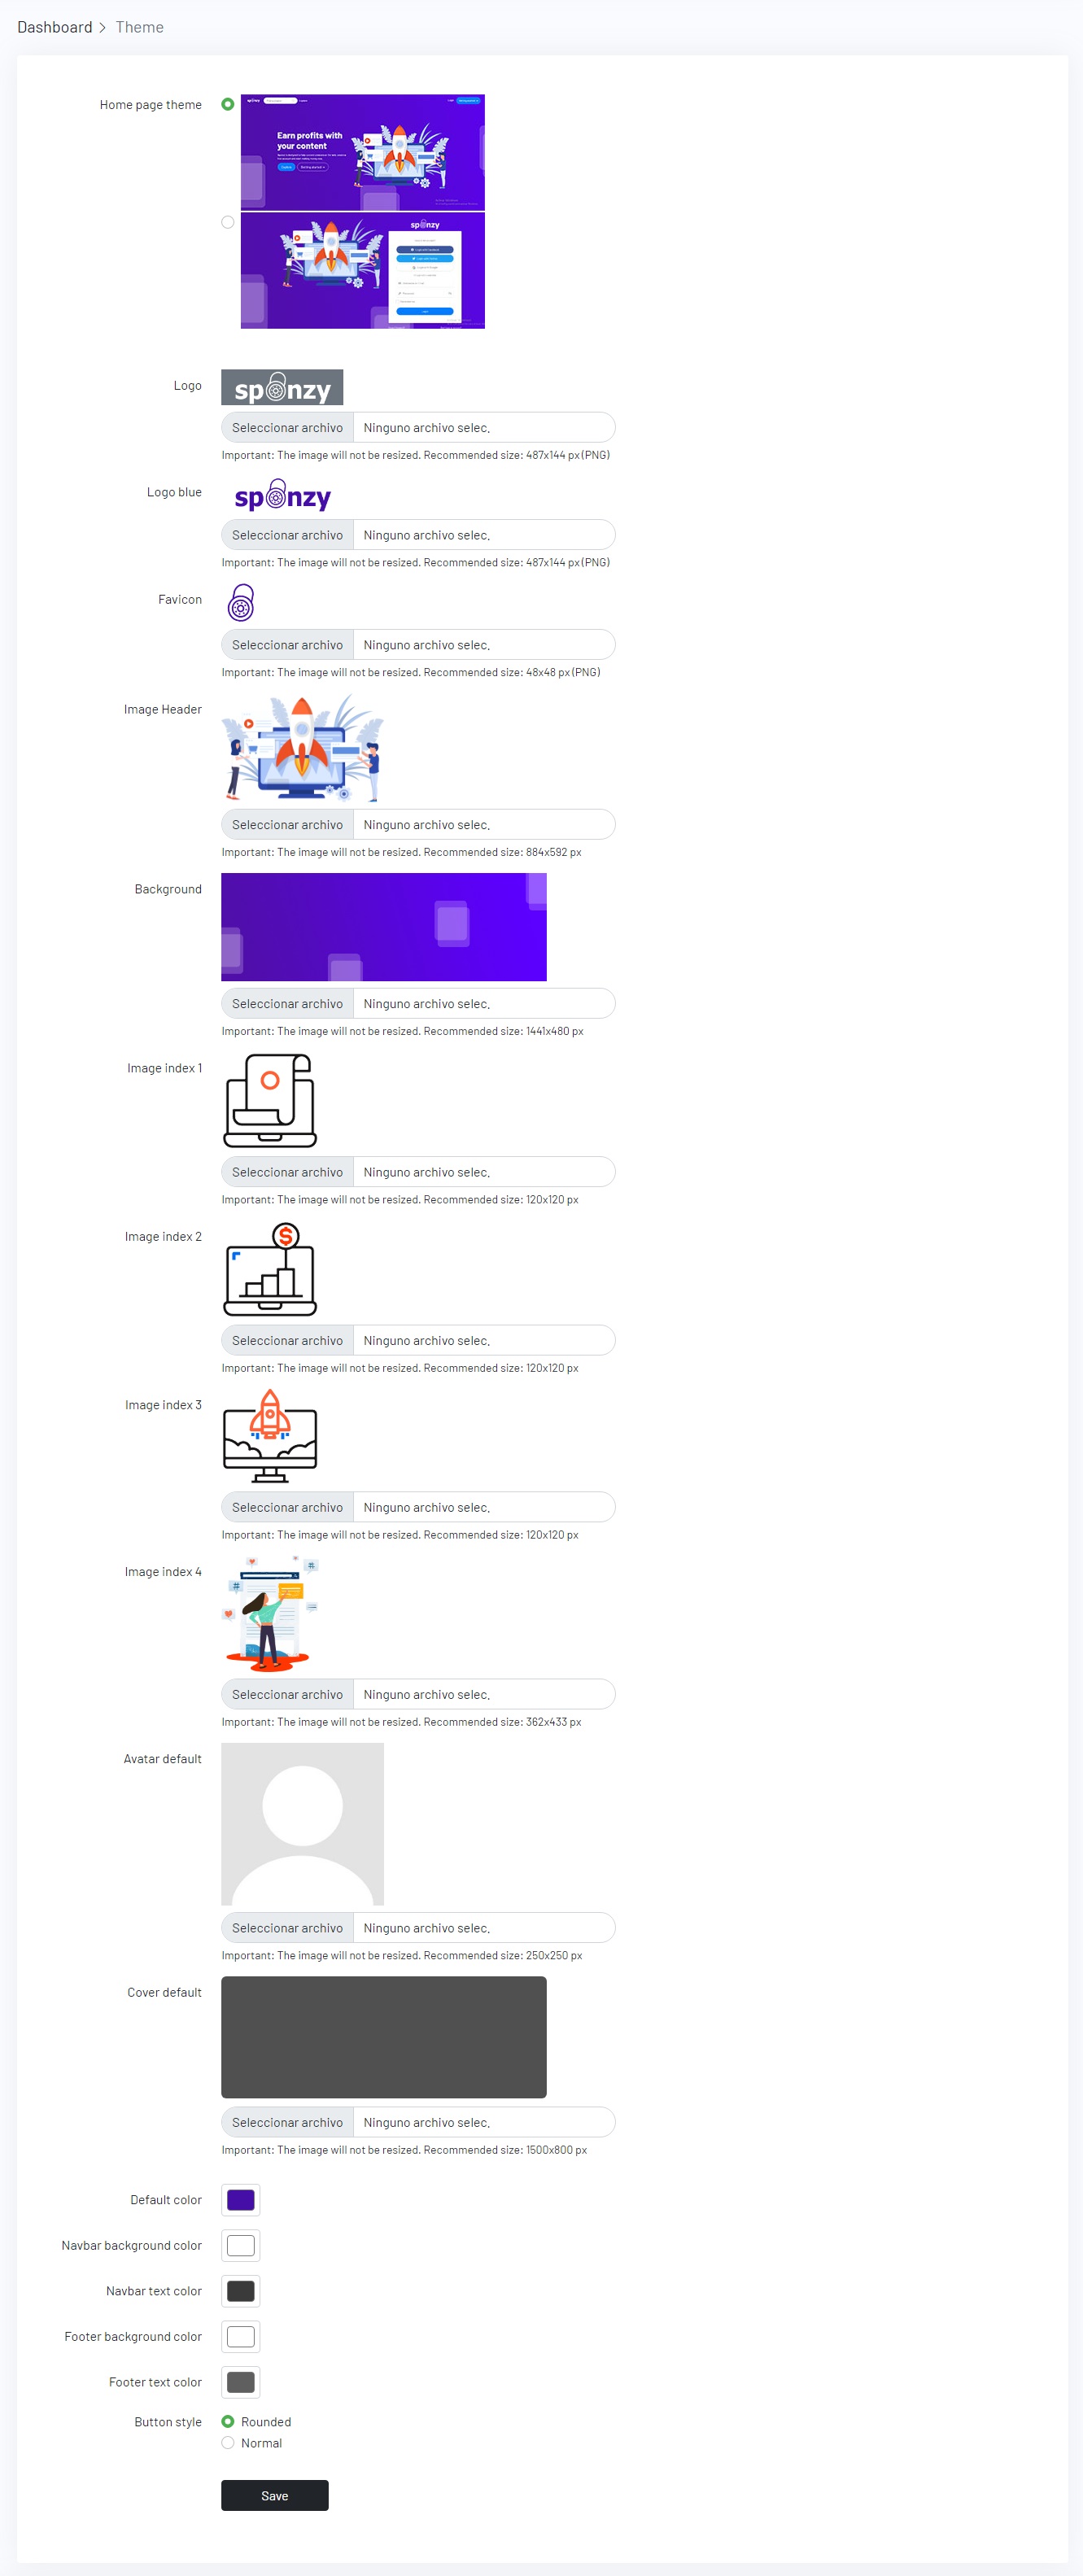 Dashboard > Theme
Home page theme
sponzy
Earn profits with
your content
sponzy
Logo
sponzy
Seleccionar archivo Ninguno archivo selec.
Important: The image will not be resized. Recommended size: 487x144 px (PNG)
Logo blue
sponzy
Seleccionar archivo Ninguno archivo selec.
Important: The image will not be resized. Recommended size: 487x144 px (PNG)
Favicon
Seleccionar archivo Ninguno archivo selec.
Important: The image will not be resized. Recommended size: 48x48 px (PNG)
Image Header
Seleccionar archivo Ninguno archivo selec.
Important: The image will not be resized. Recommended size: 884x592 px
Background
Seleccionar archivo Ninguno archivo selec.
Important: The image will not be resized. Recommended size: 1441x480 px
Image index 1
Seleccionar archivo Ninguno archivo selec.
Important: The image will not be resized. Recommended size: 120x120 px
Image index 2
$
Seleccionar archivo Ninguno archivo selec.
Important: The image will not be resized. Recommended size: 120x120 px
Image index 3
Seleccionar archivo Ninguno archivo selec.
Important: The image will not be resized. Recommended size: 120x120 px
Image index 4
#
#
Seleccionar archivo Ninguno archivo selec.
Important: The image will not be resized. Recommended size: 362x433 px
Avatar default
Seleccionar archivo Ninguno archivo selec.
Important: The image will not be resized. Recommended size: 250x250 px
Cover default
Seleccionar archivo Ninguno archivo selec.
Important: The image will not be resized. Recommended size: 1500x800 px
Default color
Navbar background color
Navbar text color
Footer background color
Footer text color
Button style Rounded
Normal
Save